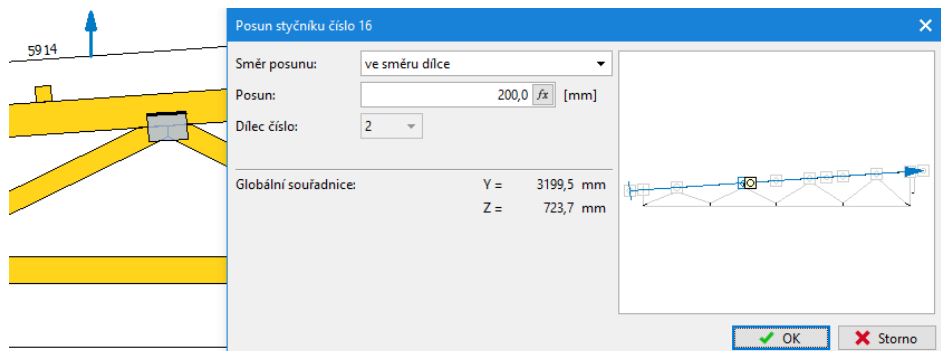 5914
Posun styčníku číslo 16
Směr posunu: ve směru dílce
Posun: 200,0 fx [mm]
Dílec číslo: 2
Globální souřadnice: Y = 3199,5 mm
Z = 723,7 mm
OK Storno